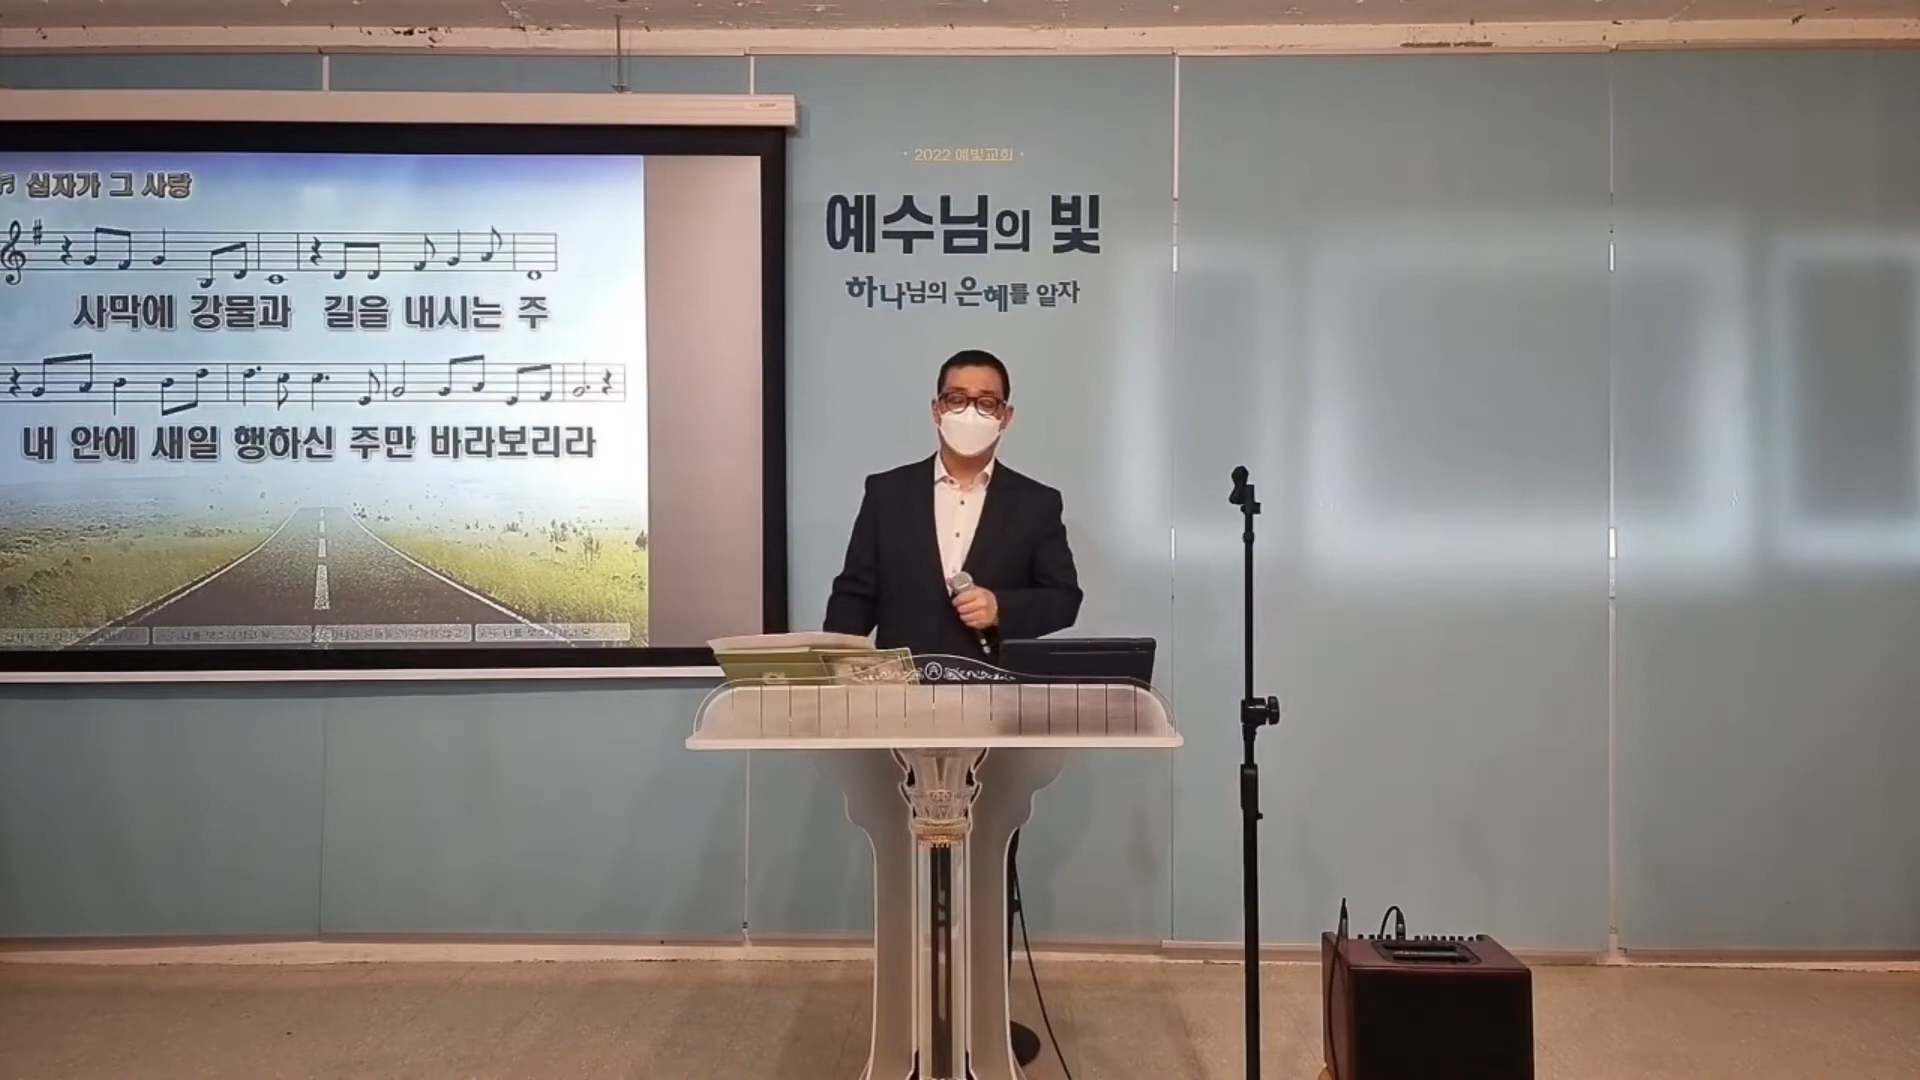 십자가 그 사랑
사막에 강물과 길을 내시는 주
내 안에 새일 행하신 주만 바라보리라
· 2022 예빛교회 ·
예수님의 빛
하나님의 은혜를 알자